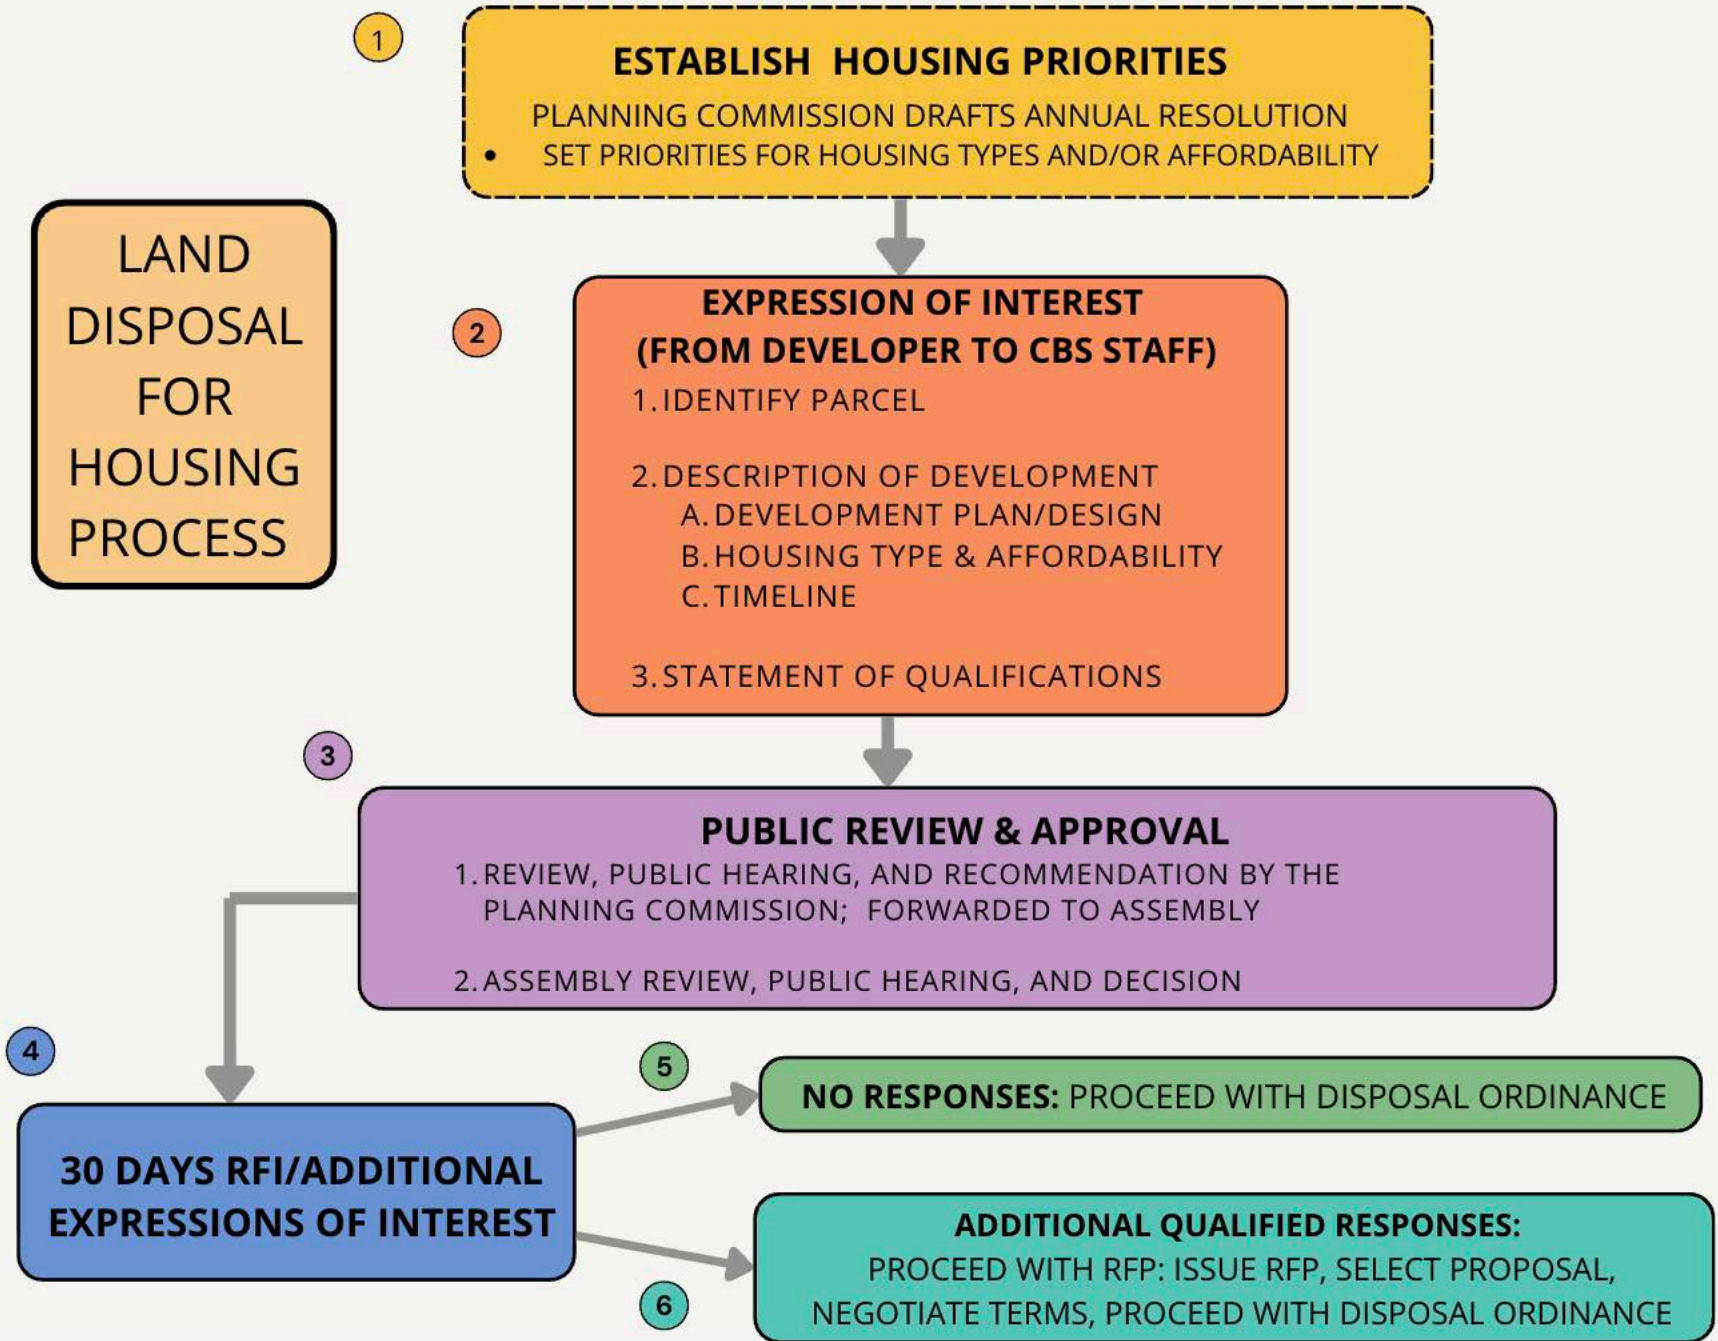 1
ESTABLISH HOUSING PRIORITIES
PLANNING COMMISSION DRAFTS ANNUAL RESOLUTION
• SET PRIORITIES FOR HOUSING TYPES AND/OR AFFORDABILITY
LAND
DISPOSAL
FOR
HOUSING
PROCESS
2
EXPRESSION OF INTEREST
(FROM DEVELOPER TO CBS STAFF)
1. IDENTIFY PARCEL
2. DESCRIPTION OF DEVELOPMENT
A. DEVELOPMENT PLAN/DESIGN
B. HOUSING TYPE & AFFORDABILITY
C. TIMELINE
3. STATEMENT OF QUALIFICATIONS
3
PUBLIC REVIEW & APPROVAL
1. REVIEW, PUBLIC HEARING, AND RECOMMENDATION BY THE
PLANNING COMMISSION; FORWARDED TO ASSEMBLY
2. ASSEMBLY REVIEW, PUBLIC HEARING, AND DECISION
4
30 DAYS RFI/ADDITIONAL
EXPRESSIONS OF INTEREST
5
NO RESPONSES: PROCEED WITH DISPOSAL ORDINANCE
6
ADDITIONAL QUALIFIED RESPONSES:
PROCEED WITH RFP: ISSUE RFP, SELECT PROPOSAL,
NEGOTIATE TERMS, PROCEED WITH DISPOSAL ORDINANCE